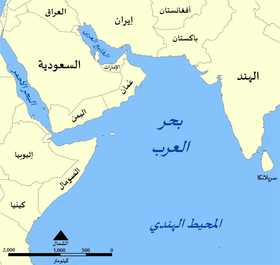 أفغانستان
العراق
إيران
باكستان
الخليج العربي
السعودية
الإمارات
الهند
عُمان
البحر الأحمر
اليمن
بحر
العرب
إثيوبيا
الصومال
سريلانكا
كينيا
المحيط الهندي
الشمال
2,000 1,000 0
كيلومتر